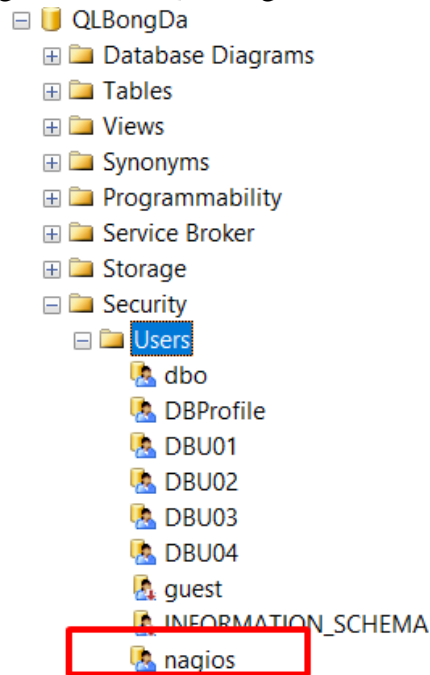 QLBongDa
Database Diagrams
Tables
Views
Synonyms
Programmability
Service Broker
Storage
Security
Users
dbo
DBProfile
DBU01
DBU02
DBU03
DBU04
guest
INFORMATION_SCHEMA
nagios